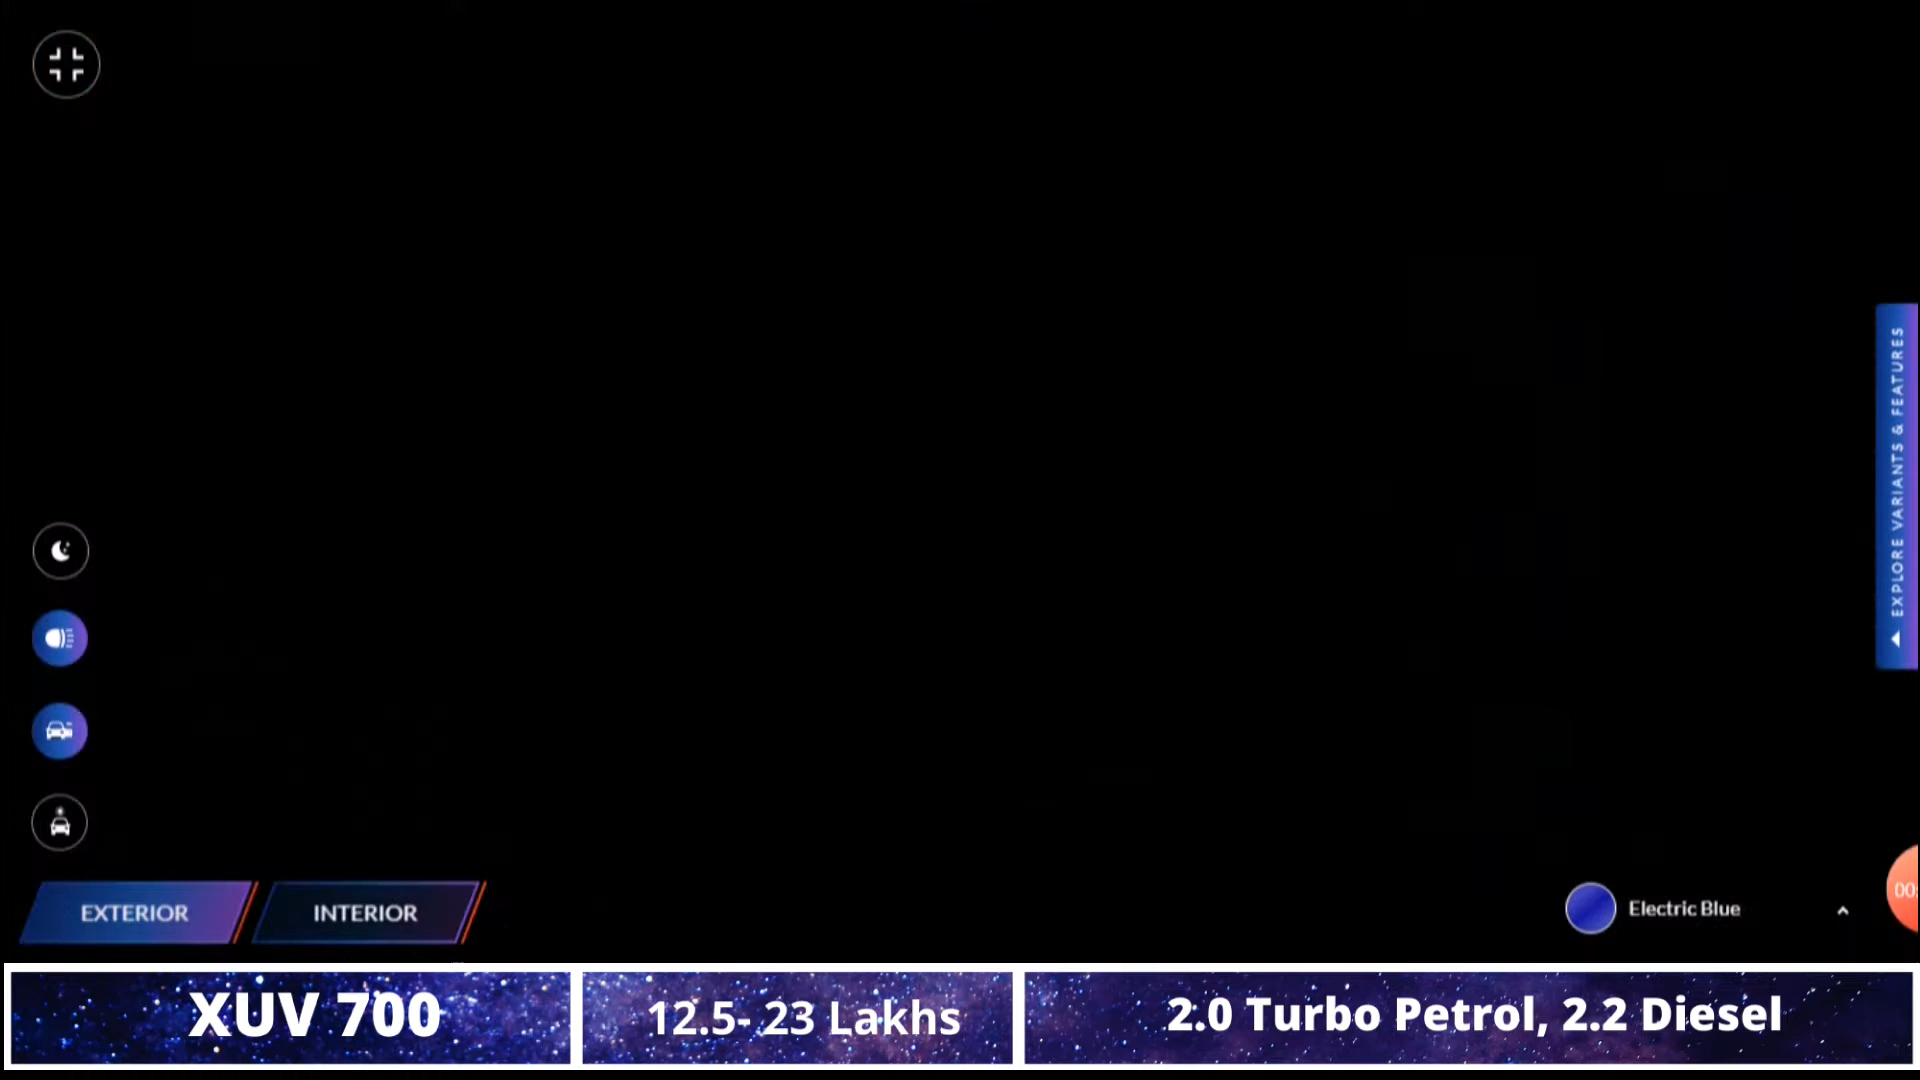 EXPLORE VARIANTS & FEATURES
EXTERIOR
INTERIOR
Electric Blue
00
XUV 700
12.5- 23 Lakhs
2.0 Turbo Petrol, 2.2 Diesel